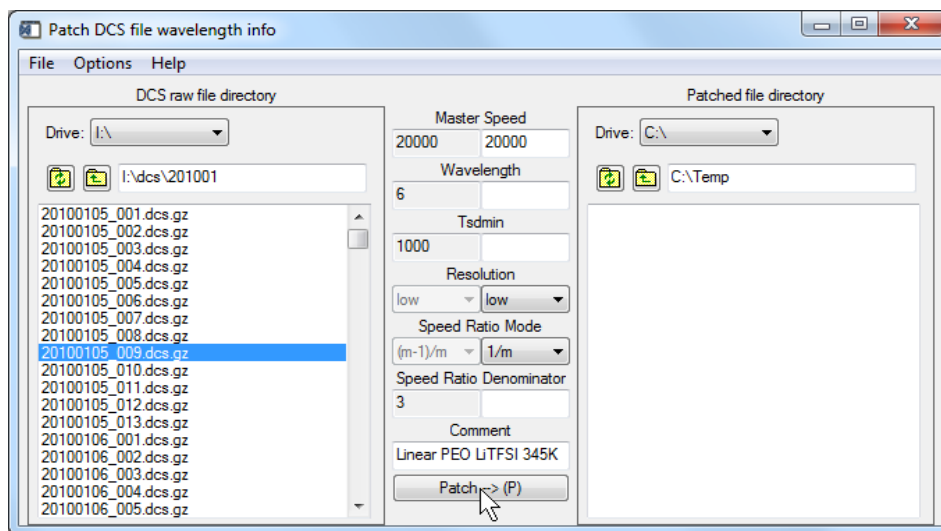 Patch DCS file wavelength info
File Options Help
DCS raw file directory
Drive: I:\
I:\dcs\201001
20100105_001.dcs.gz
20100105_002.dcs.gz
20100105_003.dcs.gz
20100105_004.dcs.gz
20100105_005.dcs.gz
20100105_006.dcs.gz
20100105_007.dcs.gz
20100105_008.dcs.gz
20100105_009.dcs.gz
20100105_010.dcs.gz
20100105_011.dcs.gz
20100105_012.dcs.gz
20100105_013.dcs.gz
20100106_001.dcs.gz
20100106_002.dcs.gz
20100106_003.dcs.gz
20100106_004.dcs.gz
20100106_005.dcs.gz
Master Speed
20000 20000
Wavelength
6
Tsdmin
1000
Resolution
low low
Speed Ratio Mode
(m-1)/m 1/m
Speed Ratio Denominator
3
Comment
Linear PEO LiTFSI 345K
Patch --> (P)
Patched file directory
Drive: C:\
C:\Temp